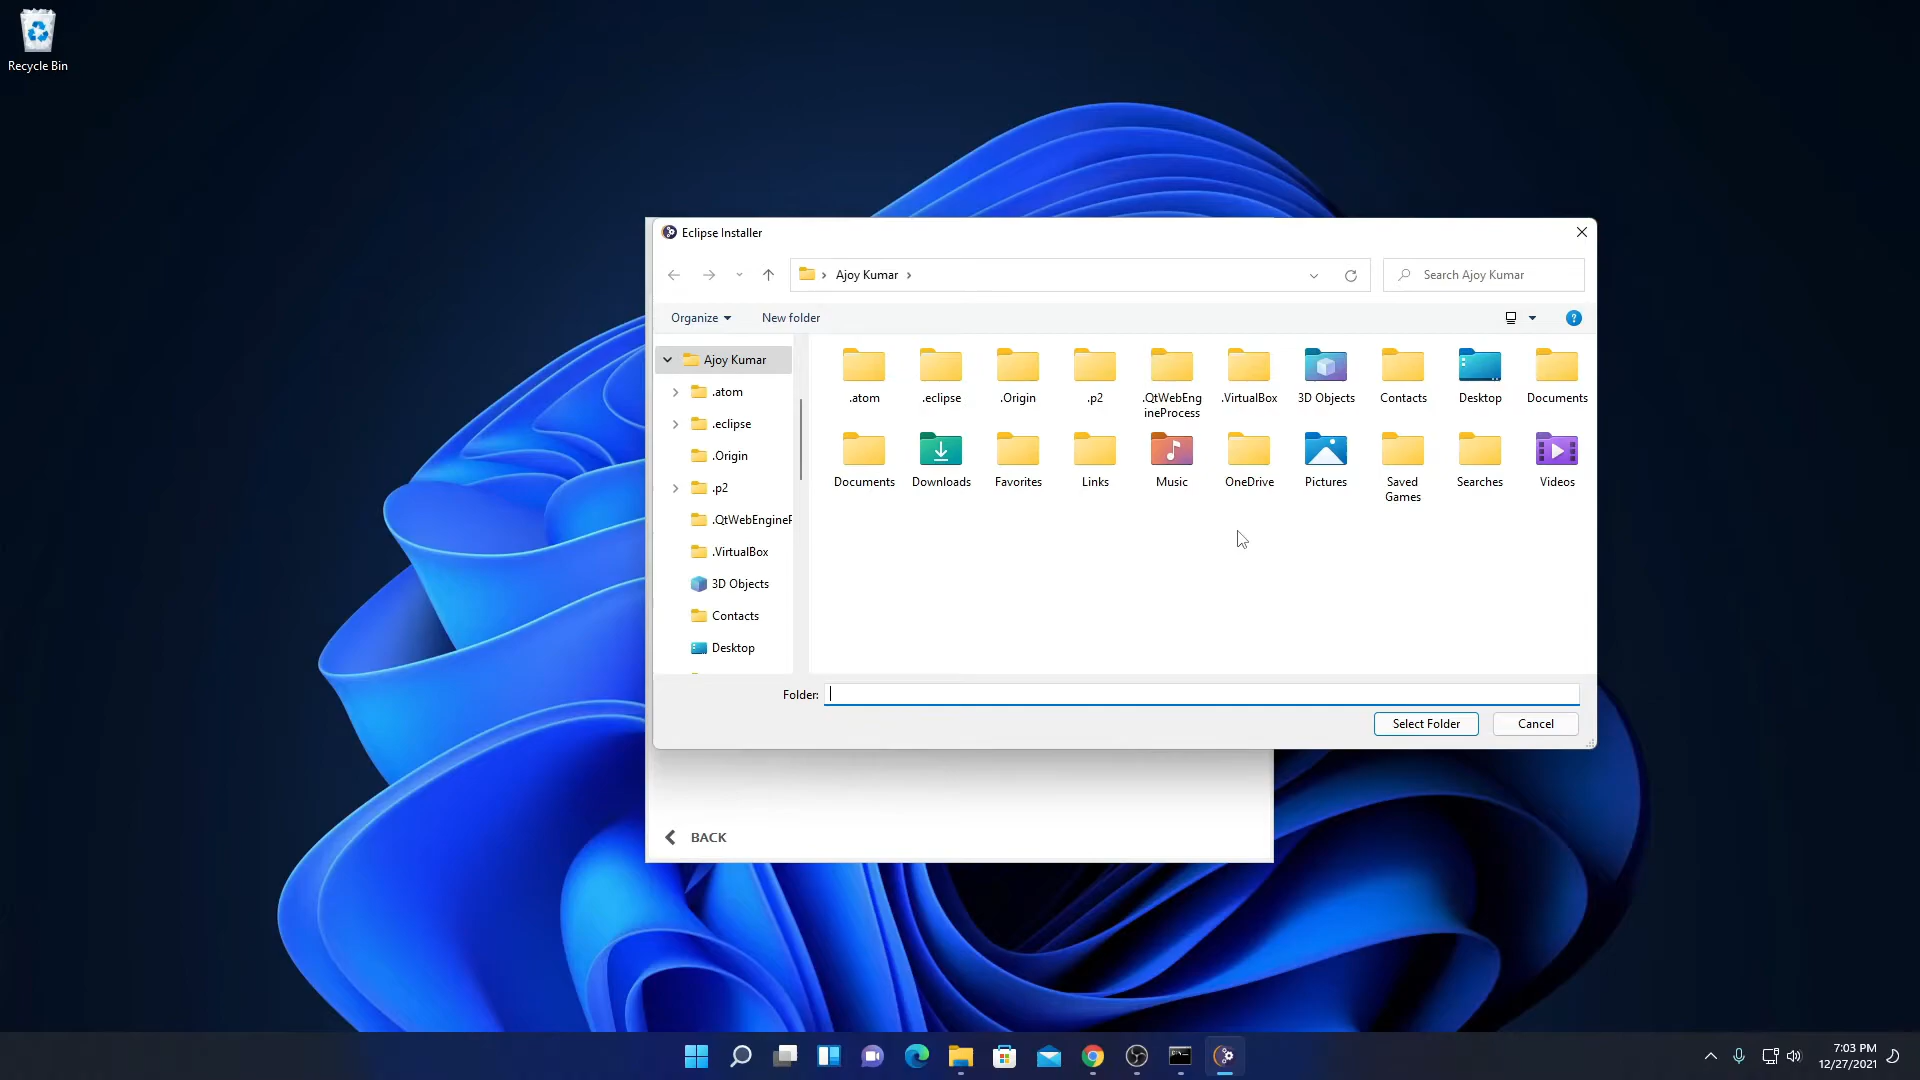 Recycle Bin
Eclipse Installer
Ajoy Kumar
Search Ajoy Kumar
Organize
New folder
Ajoy Kumar
.atom
.eclipse
.Origin
.p2
.QtWebEngineP
.VirtualBox
3D Objects
Contacts
Desktop
.atom
.eclipse
.Origin
.p2
.QtWebEng
ineProcess
.VirtualBox
3D Objects
Contacts
Desktop
Documents
Documents
Downloads
Favorites
Links
Music
OneDrive
Pictures
Saved
Games
Searches
Videos
Folder:
Select Folder
Cancel
BACK
7:03 PM
12/27/2021